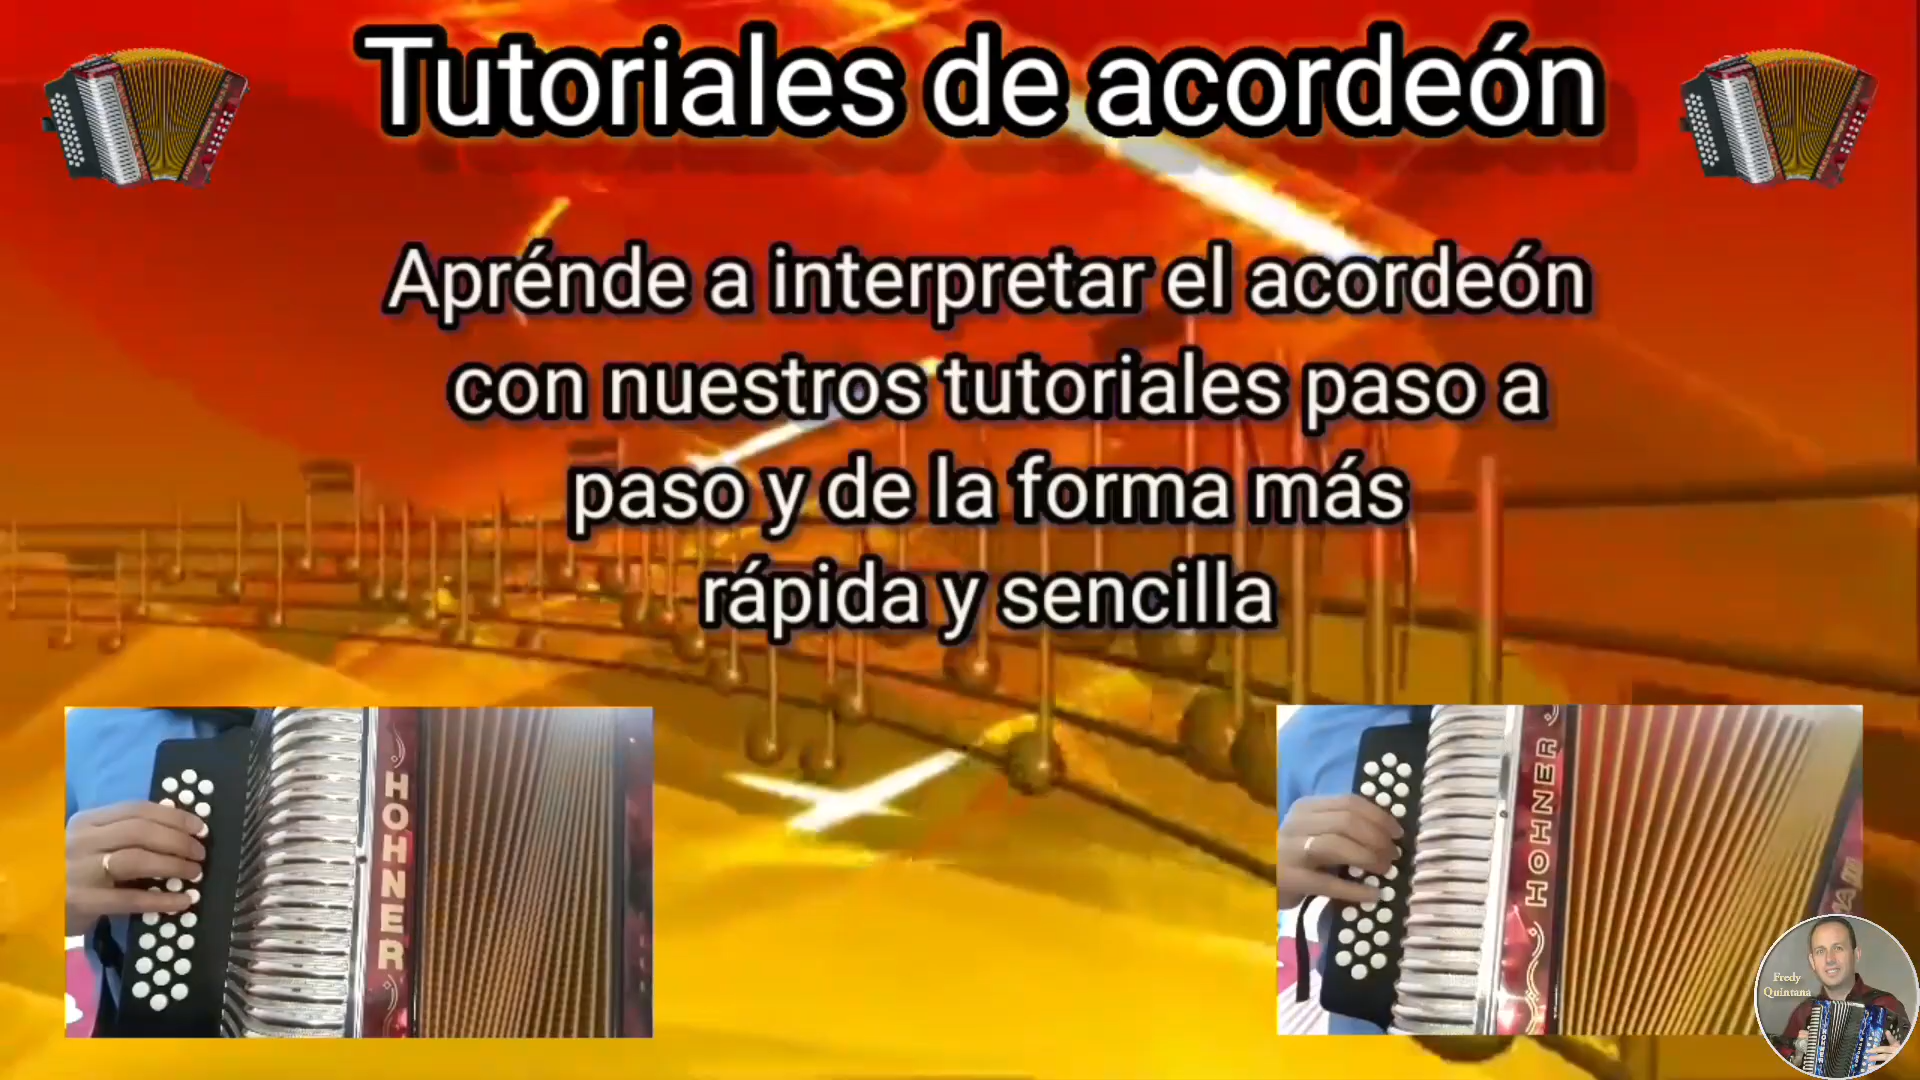 Tutoriales de acordeón
Aprénde a interpretar el acordeón
con nuestros tutoriales paso a
paso y de la forma más
rápida y sencilla
HOHNER
HOHNER
Fredy
Quintana